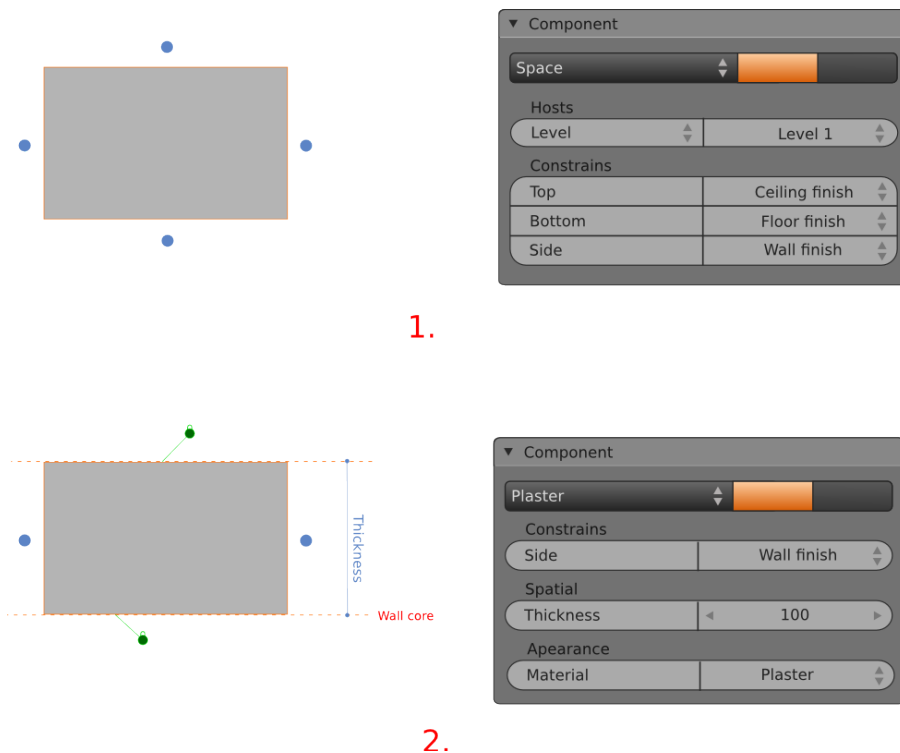 Component
Space
Hosts
Level Level 1
Constrains
Top Ceiling finish
Bottom Floor finish
Side Wall finish
1.
Component
Plaster
Constrains
Side Wall finish
Spatial
Thickness 100
Apearance
Material Plaster
Thickness
Wall core
2.